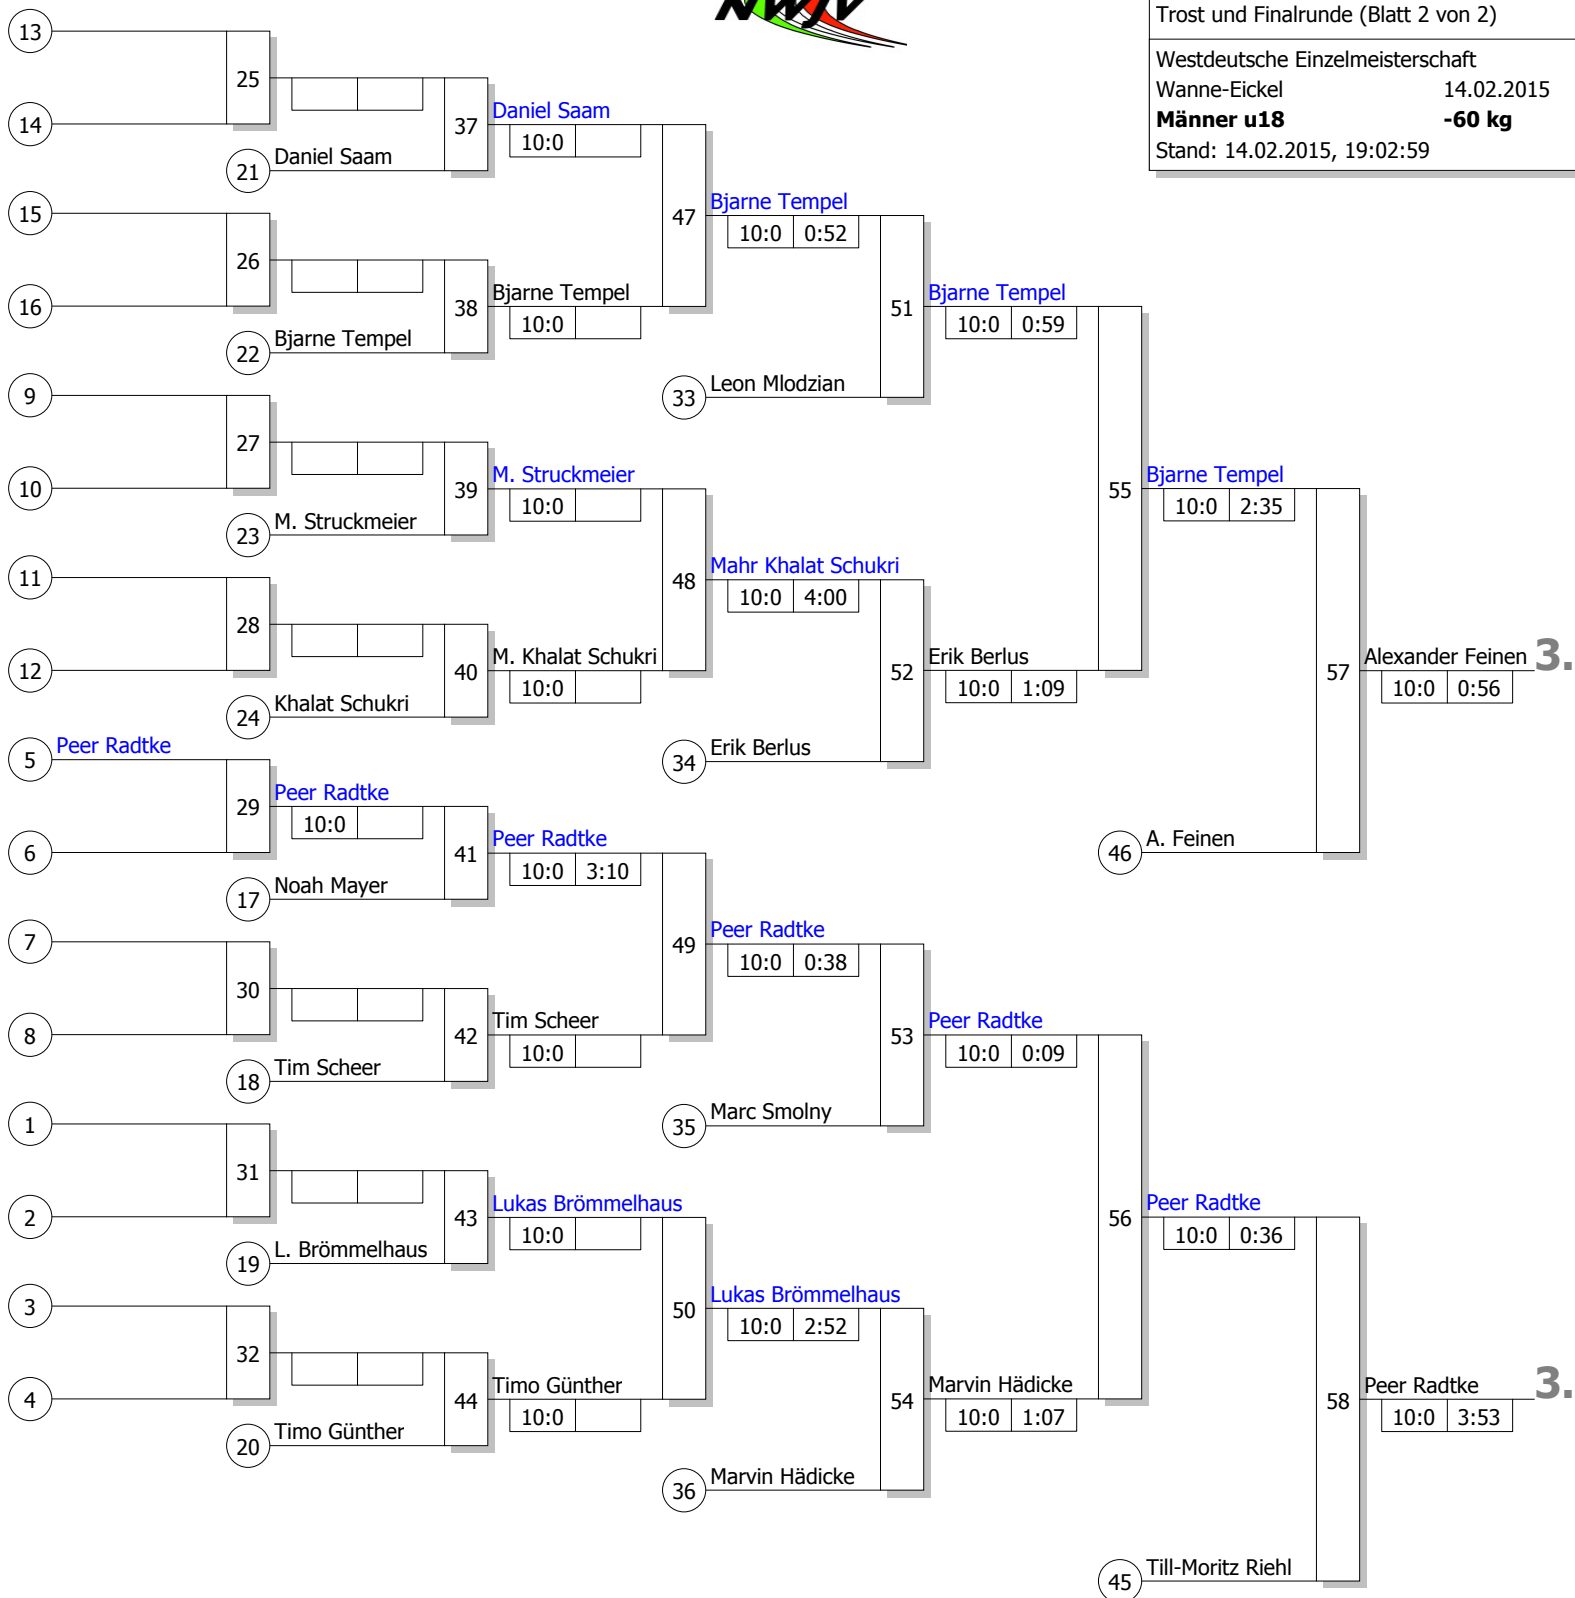 NWJV
Trost und Finalrunde (Blatt 2 von 2)
Westdeutsche Einzelmeisterschaft
Wanne-Eickel 14.02.2015
Männer u18 -60 kg
Stand: 14.02.2015, 19:02:59
13
25
14
37
Daniel Saam
10:0
21
Daniel Saam
15
47
Bjarne Tempel
10:0 0:52
26
16
38
Bjarne Tempel
10:0
22
Bjarne Tempel
51
Bjarne Tempel
10:0 0:59
33
Leon Mlodzian
9
27
10
39
M. Struckmeier
10:0
23
M. Struckmeier
55
Bjarne Tempel
10:0 2:35
11
48
Mahr Khalat Schukri
10:0 4:00
28
12
40
M. Khalat Schukri
10:0
24
Khalat Schukri
52
Erik Berlus
10:0 1:09
34
Erik Berlus
57
Alexander Feinen
3.
10:0 0:56
5
Peer Radtke
29
Peer Radtke
10:0
6
41
Peer Radtke
10:0 3:10
17
Noah Mayer
46
A. Feinen
7
49
Peer Radtke
10:0 0:38
30
8
42
Tim Scheer
10:0
18
Tim Scheer
53
Peer Radtke
10:0 0:09
35
Marc Smolny
1
31
2
43
Lukas Brömmelhaus
10:0
19
L. Brömmelhaus
56
Peer Radtke
10:0 0:36
3
50
Lukas Brömmelhaus
10:0 2:52
32
4
44
Timo Günther
10:0
20
Timo Günther
54
Marvin Hädicke
10:0 1:07
36
Marvin Hädicke
58
Peer Radtke
3.
10:0 3:53
45
Till-Moritz Riehl